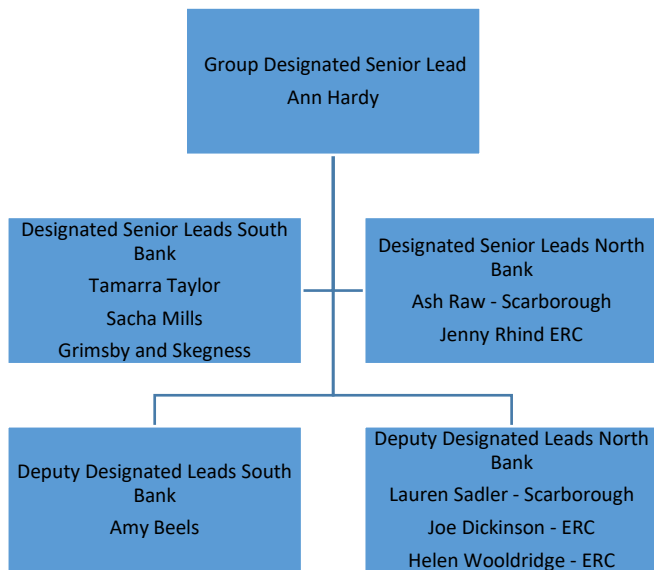 Group Designated Senior Lead
Ann Hardy
Designated Senior Leads South
Bank
Tamarra Taylor
Sacha Mills
Grimsby and Skegness
Designated Senior Leads North
Bank
Ash Raw - Scarborough
Jenny Rhind ERC
Deputy Designated Leads South
Bank
Amy Beels
Deputy Designated Leads North
Bank
Lauren Sadler - Scarborough
Joe Dickinson - ERC
Helen Wooldridge - ERC